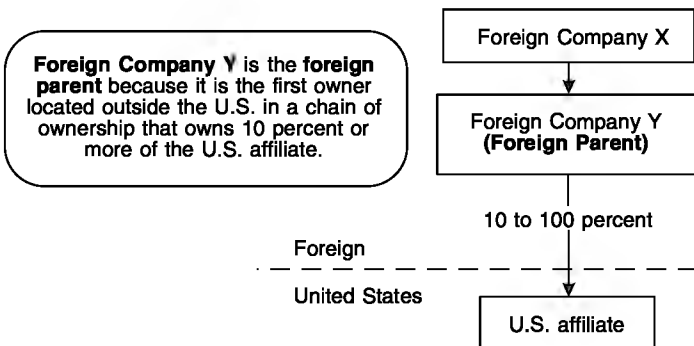 Foreign Company Y is the foreign
parent because it is the first owner
located outside the U.S. in a chain of
ownership that owns 10 percent or
more of the U.S. affiliate.
Foreign Company X
Foreign Company Y
(Foreign Parent)
10 to 100 percent
Foreign
United States
U.S. affiliate